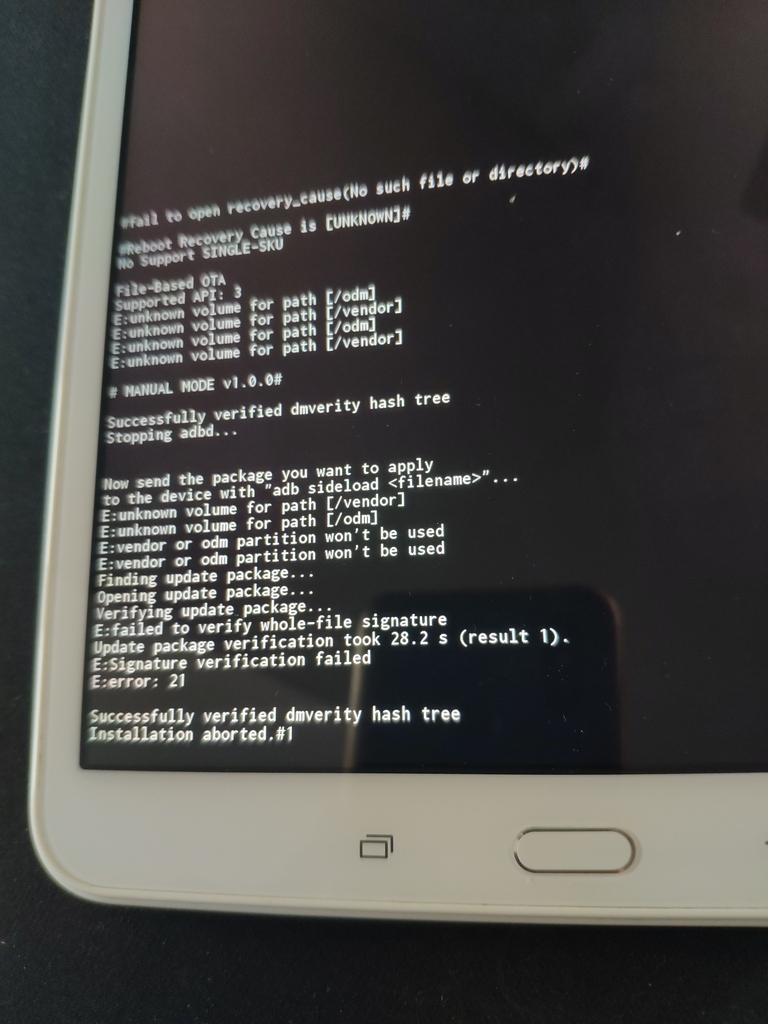 #fail to open recovery_cause(No such file or directory)#
#Reboot Recovery Cause is [UNKNOWN]#
No Support SINGLE-SKU
File-Based OTA
Supported API: 3
E:unknown volume for path [/odm]
E:unknown volume for path [/vendor]
E:unknown volume for path [/odm]
E:unknown volume for path [/vendor]
# MANUAL MODE v1.0.0#
Successfully verified dmverity hash tree
Stopping adbd...
Now send the package you want to apply
to the device with "adb sideload <filename>"...
E:unknown volume for path [/vendor]
E:unknown volume for path [/odm]
E:vendor or odm partition won't be used
E:vendor or odm partition won't be used
Finding update package...
Opening update package...
Verifying update package...
E:failed to verify whole-file signature
Update package verification took 28.2 s (result 1).
E:Signature verification failed
E:error: 21
Successfully verified dmverity hash tree
Installation aborted.#1